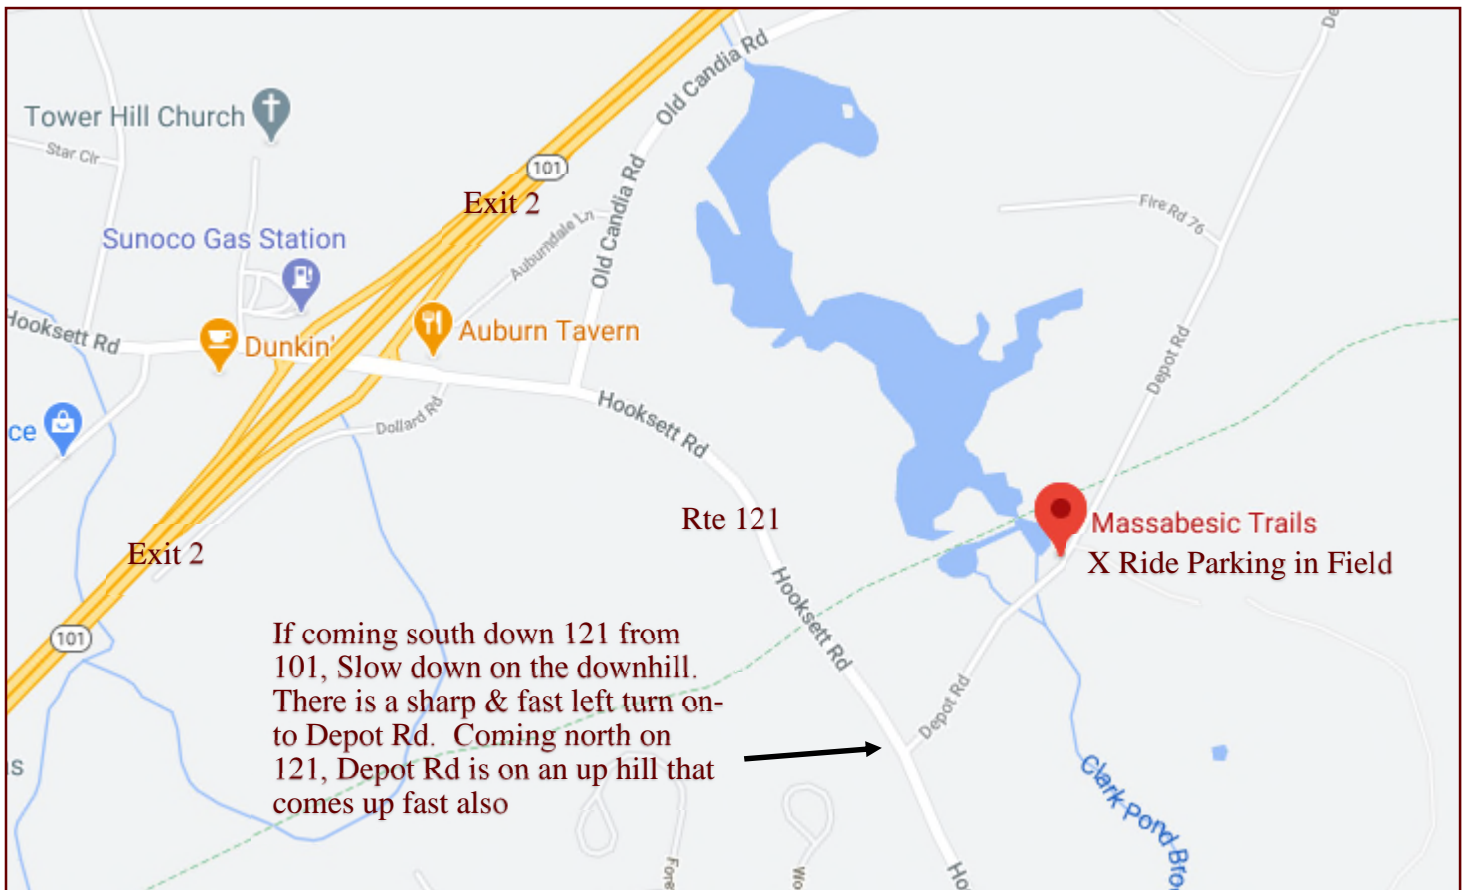 Old Candia Rd
De
Tower Hill Church
Star Cir
101
Exit 2
Old Candia Rd
Fire Rd 76
Auburndale Ln
Sunoco Gas Station
Hooksett Rd
Dunkin'
Auburn Tavern
Depot Rd
Dollard Rd
Hooksett Rd
ce
Rte 121
Massabesic Trails
X Ride Parking in Field
Exit 2
Hooksett Rd
101
If coming south down 121 from
101, Slow down on the downhill.
There is a sharp & fast left turn on-
to Depot Rd.  Coming north on
121, Depot Rd is on an up hill that
comes up fast also
Depot Rd
s
Clark Pond Bro
Fore
Wo
Ho